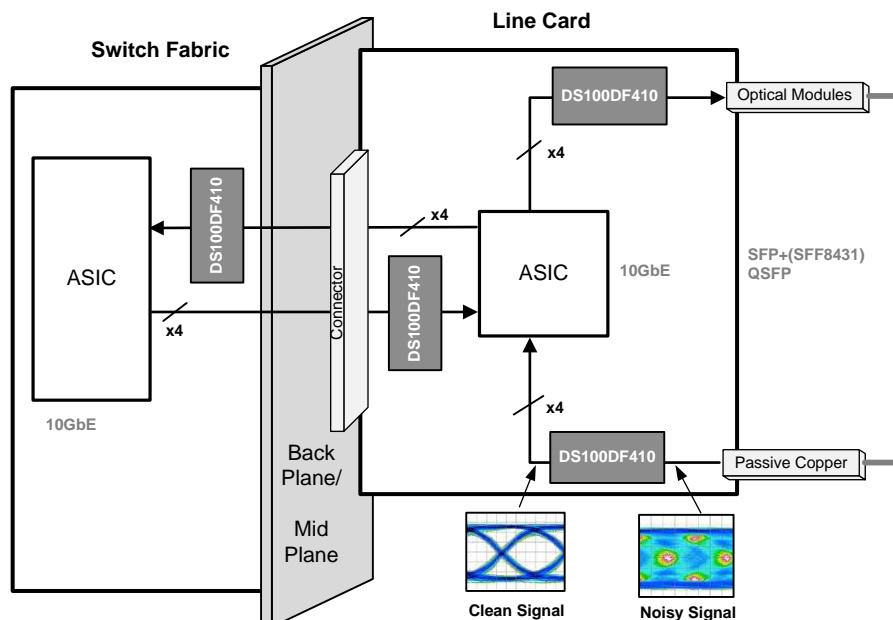 Line Card
Switch Fabric
DS100DF410
Optical Modules
x4
DS100DF410
x4
ASIC
ASIC
10GbE
SFP+(SFF8431)
QSFP
Connector
DS100DF410
x4
x4
10GbE
Back
Plane/
Mid
Plane
DS100DF410
Passive Copper
Clean Signal
Noisy Signal